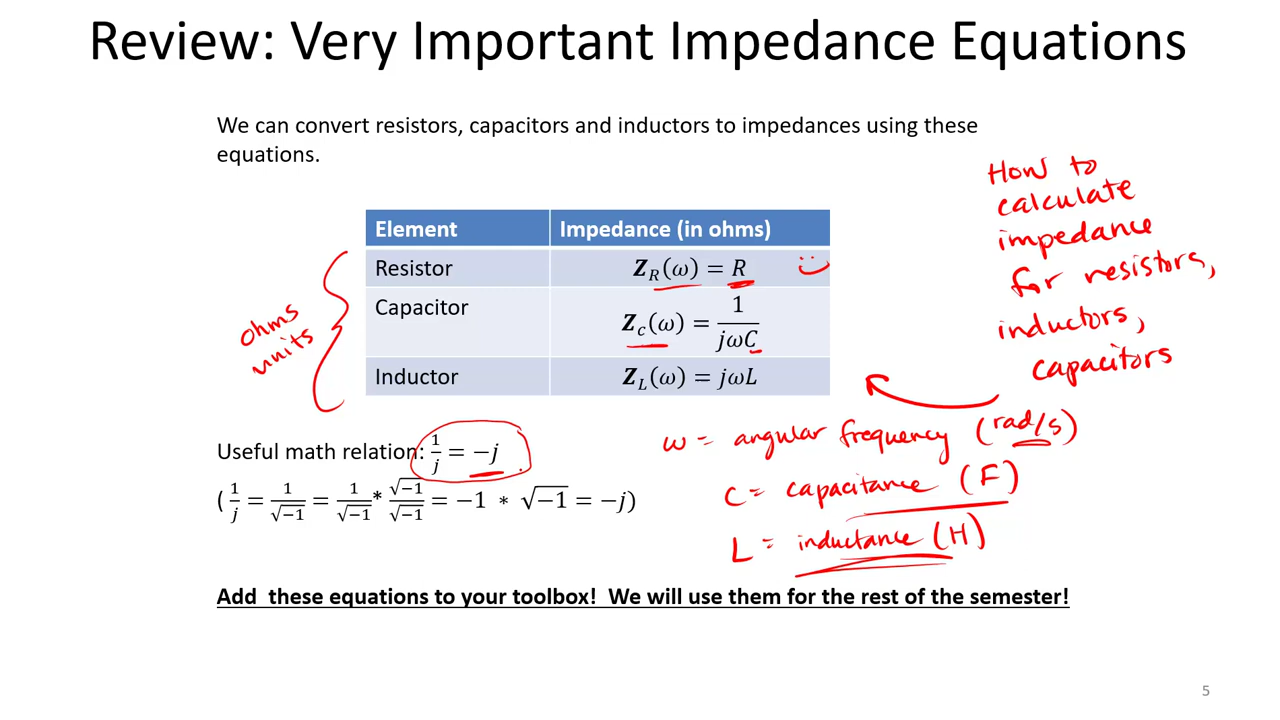 Review: Very Important Impedance Equations
We can convert resistors, capacitors and inductors to impedances using these
equations.
Element Impedance (in ohms)
Resistor 𝒁_R(ω) = R
Capacitor 𝒁_c(ω) = 1/(jωC)
Inductor 𝒁_L(ω) = jωL
ohms
units
How to
calculate
impedance
for resistors,
inductors,
capacitors
Useful math relation: 1/j = −j
( 1/j = 1/√−1 = 1/√−1 * √−1/√−1 = −1 * √−1 = −j)
ω = angular frequency (rad/s)
C = capacitance (F)
L = inductance (H)
Add these equations to your toolbox! We will use them for the rest of the semester!
5